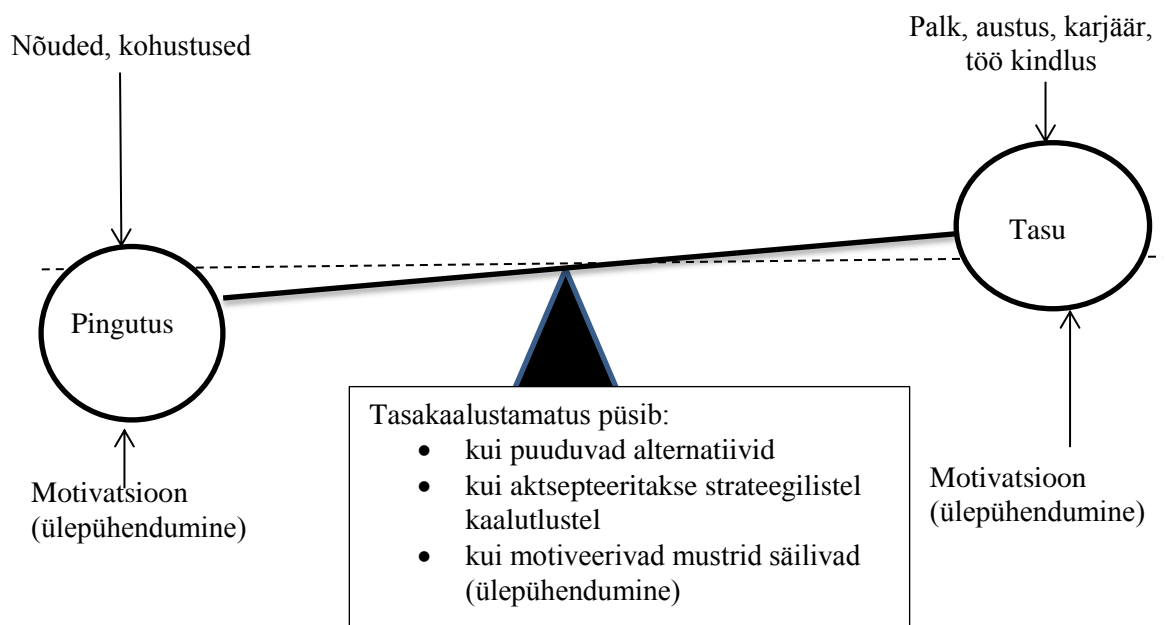 Nõuded, kohustused
Palk, austus, karjäär,
töö kindlus
Pingutus
Tasu
Tasakaalustamatus püsib:
• kui puuduvad alternatiivid
• kui aktsepteeritakse strateegilistel
kaalutlustel
• kui motiveerivad mustrid säilivad
(ülepühendumine)
Motivatsioon
(ülepühendumine)
Motivatsioon
(ülepühendumine)